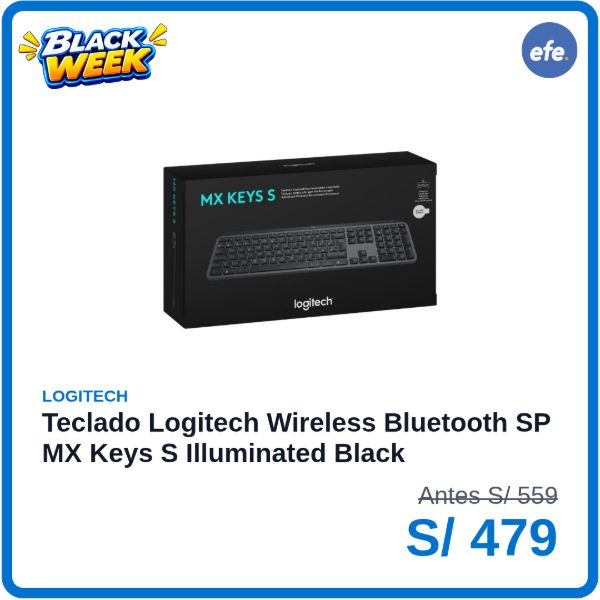 BLACK
WEEK
efe.
logitech
MX KEYS S
logitech
LOGITECH
Teclado Logitech Wireless Bluetooth SP
MX Keys S Illuminated Black
Antes S/ 559
S/ 479